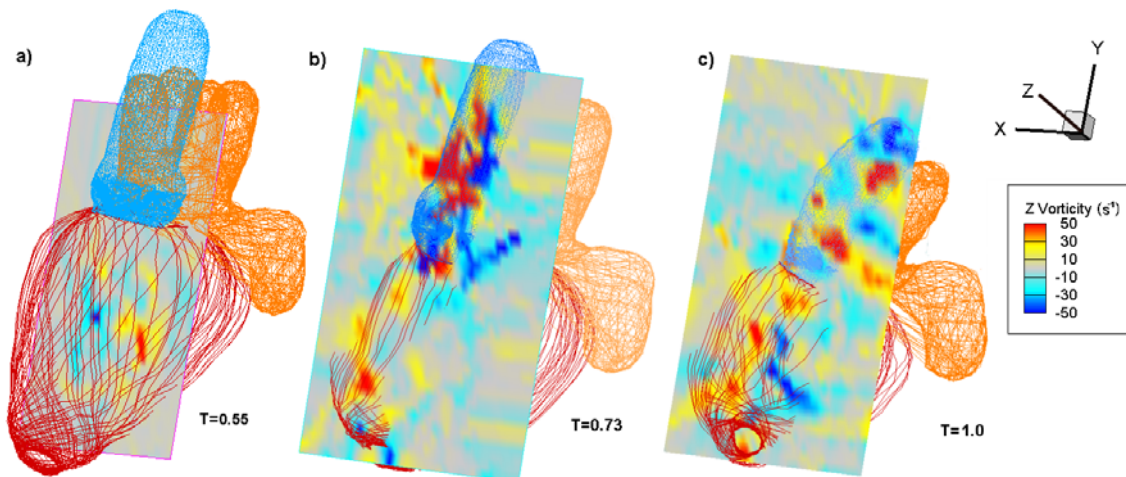 a)
b)
c)
Y
Z
X
Z Vorticity (s⁻¹)
50
30
10
-10
-30
-50
T=0.55
T=0.73
T=1.0